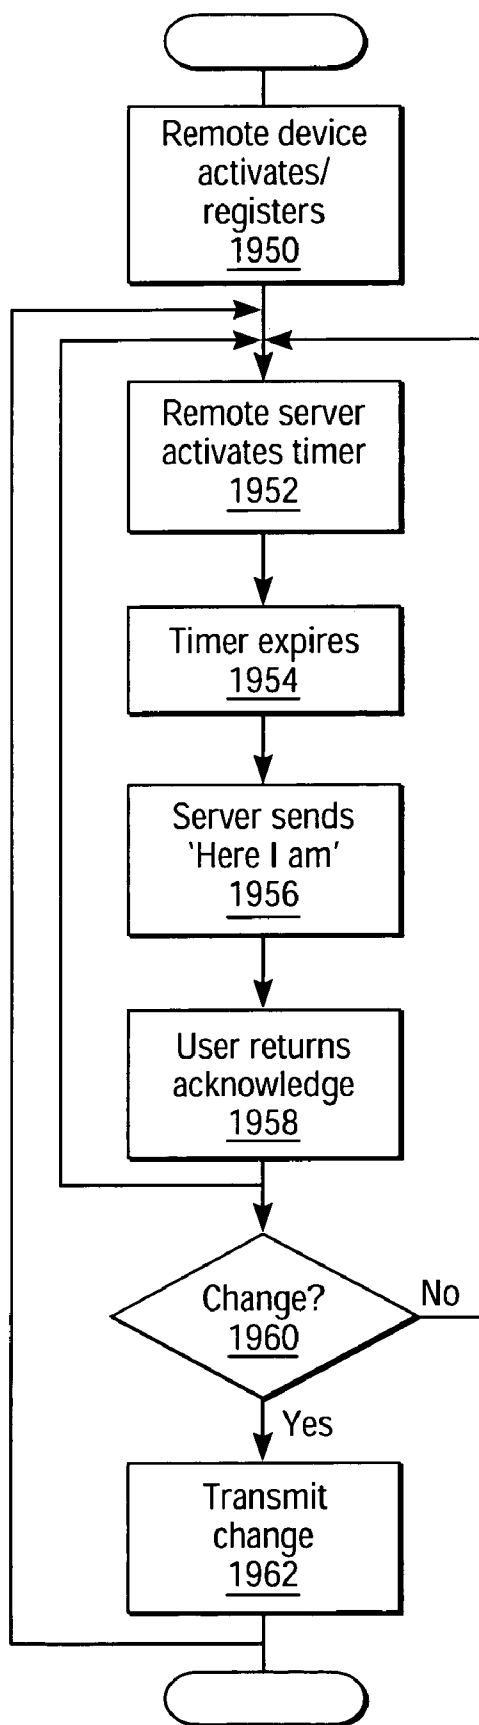 Remote device
activates/
registers
1950
Remote server
activates timer
1952
Timer expires
1954
Server sends
'Here I am'
1956
User returns
acknowledge
1958
Change?
1960
No
Yes
Transmit
change
1962